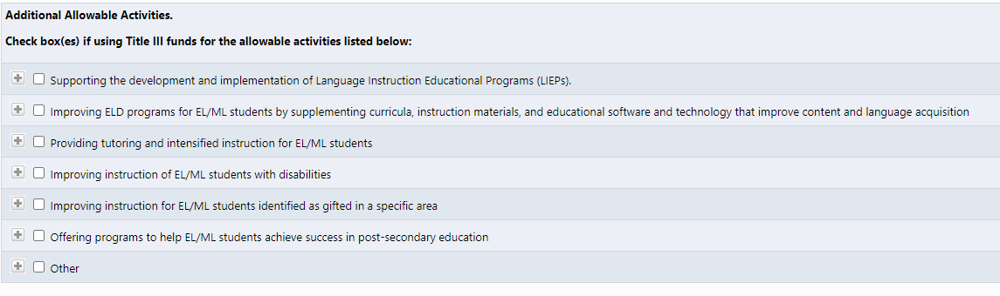 Additional Allowable Activities.
Check box(es) if using Title III funds for the allowable activities listed below:
Supporting the development and implementation of Language Instruction Educational Programs (LIEPs).
Improving ELD programs for EL/ML students by supplementing curricula, instruction materials, and educational software and technology that improve content and language acquisition
Providing tutoring and intensified instruction for EL/ML students
Improving instruction of EL/ML students with disabilities
Improving instruction for EL/ML students identified as gifted in a specific area
Offering programs to help EL/ML students achieve success in post-secondary education
Other